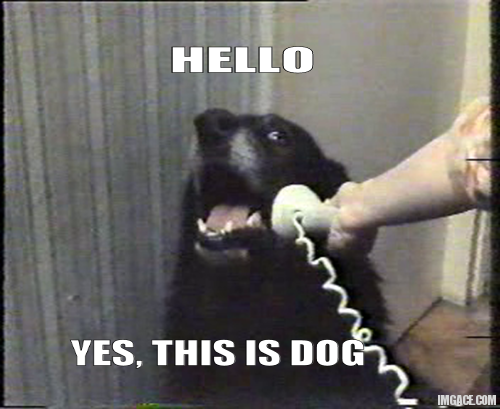 HELLO
YES, THIS IS DOG
IMGACE.COM